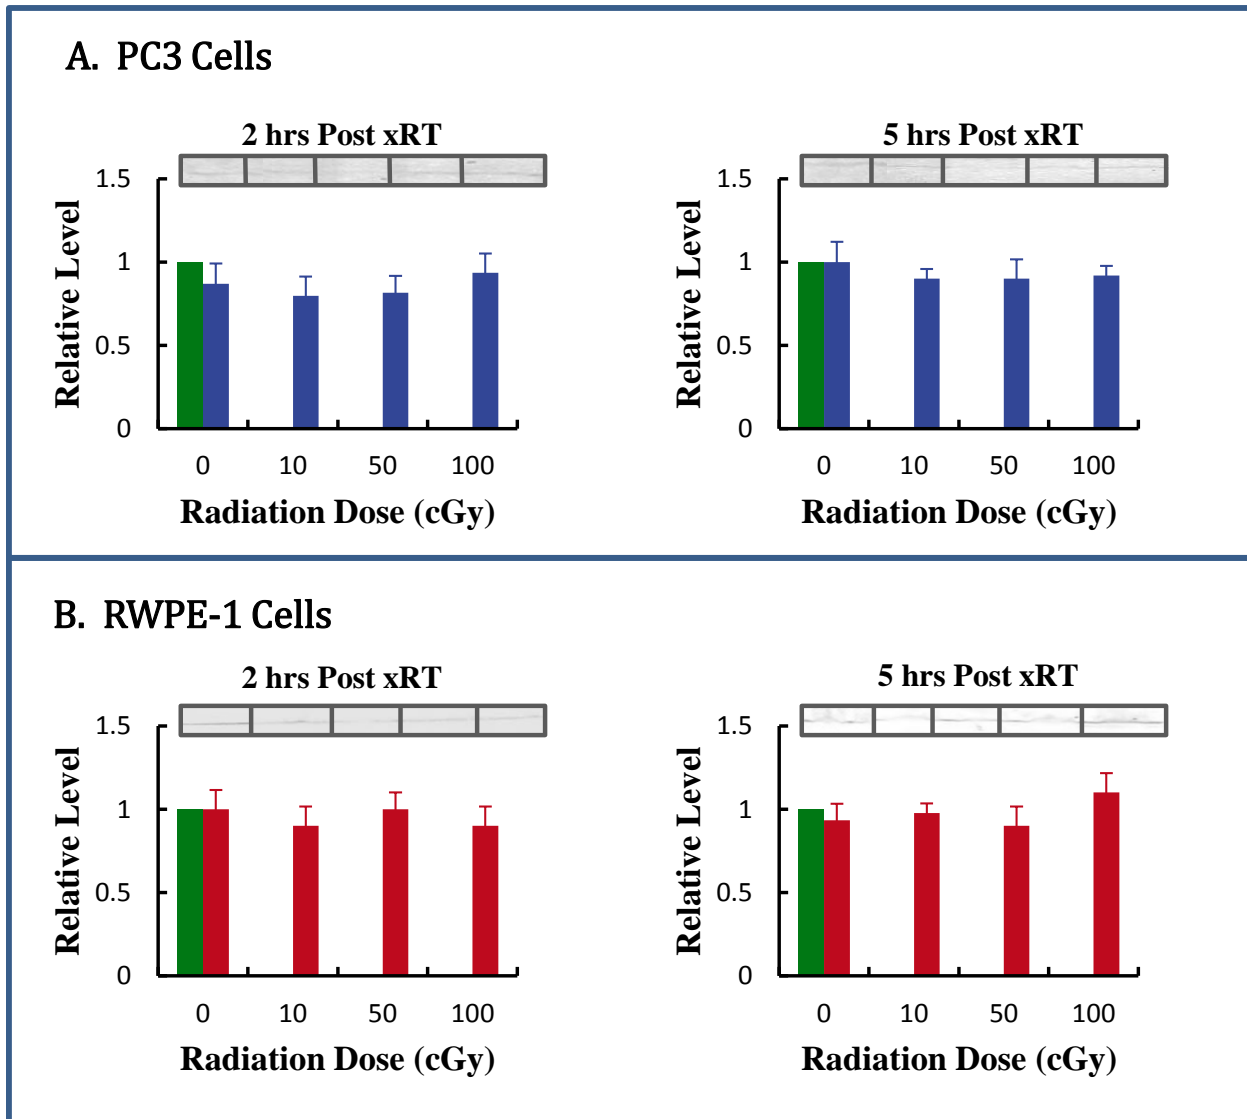 A. PC3 Cells
2 hrs Post xRT
1.5
1
0.5
0
Relative Level
0 10 50 100
Radiation Dose (cGy)
5 hrs Post xRT
1.5
1
0.5
0
Relative Level
0 10 50 100
Radiation Dose (cGy)
B. RWPE-1 Cells
2 hrs Post xRT
1.5
1
0.5
0
Relative Level
0 10 50 100
Radiation Dose (cGy)
5 hrs Post xRT
1.5
1
0.5
0
Relative Level
0 10 50 100
Radiation Dose (cGy)